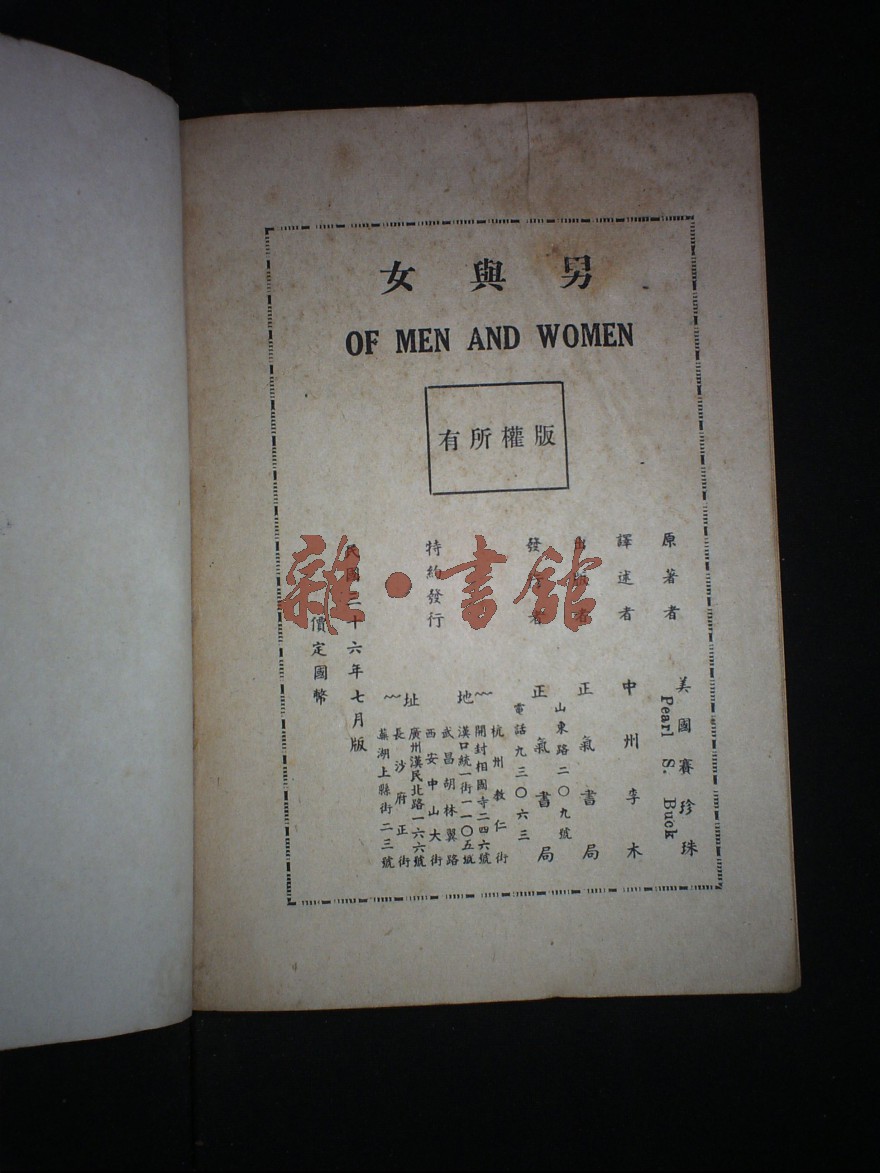 男與女
OF MEN AND WOMEN
版權所有
原著者 美國賽珍珠
Pearl S. Buck
譯述者 中州李木
出版者 正氣書局
山東路二〇九號
發行者 正氣書局
電話九三〇六三
特約發行
地址
杭州教仁街
開封相國寺二四六號
漢口統一街一一〇五號
武昌胡林翼路
西安中山大街
廣州漢民北路一六六號
長沙府正街
蕪湖上縣街二三號
民國三十六年七月版
價定國幣
雜·書館